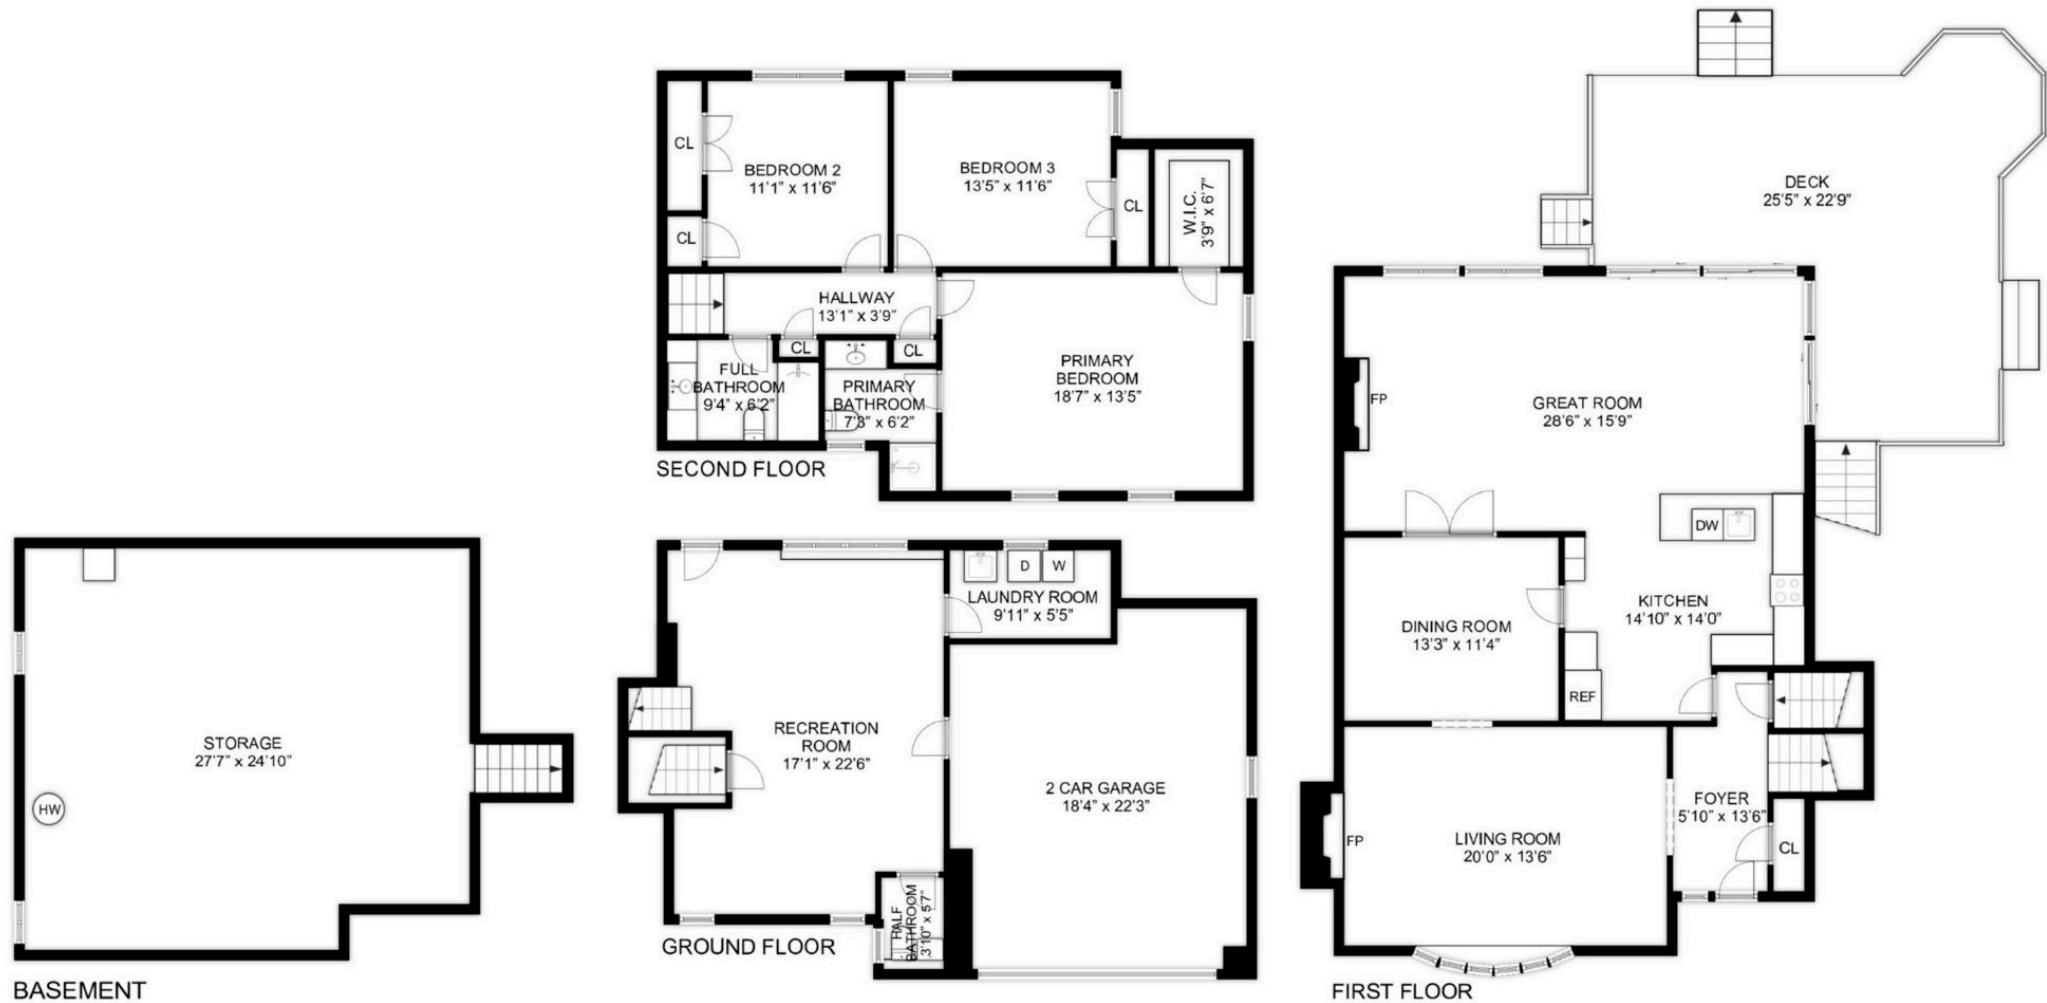 CL
BEDROOM 2
11'1" x 11'6"
CL
BEDROOM 3
13'5" x 11'6"
CL
W.I.C.
3'9" x 6'7"
HALLWAY
13'1" x 3'9"
CL
CL
FULL
BATHROOM
9'4" x 6'2"
PRIMARY
BATHROOM
7'3" x 6'2"
PRIMARY
BEDROOM
18'7" x 13'5"
SECOND FLOOR
STORAGE
27'7" x 24'10"
HW
BASEMENT
D
W
LAUNDRY ROOM
9'11" x 5'5"
RECREATION
ROOM
17'1" x 22'6"
2 CAR GARAGE
18'4" x 22'3"
HALF
BATHROOM
3'10" x 5'7"
GROUND FLOOR
DECK
25'5" x 22'9"
FP
GREAT ROOM
28'6" x 15'9"
DW
KITCHEN
14'10" x 14'0"
DINING ROOM
13'3" x 11'4"
REF
FOYER
5'10" x 13'6"
FP
LIVING ROOM
20'0" x 13'6"
CL
FIRST FLOOR